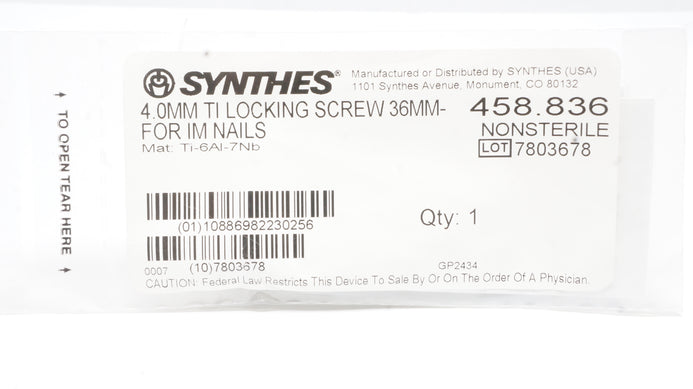 ↑ TO OPEN TEAR HERE ↑
SYNTHES®
Manufactured or Distributed by SYNTHES (USA)
1101 Synthes Avenue, Monument, CO 80132
4.0MM TI LOCKING SCREW 36MM-
FOR IM NAILS
Mat: Ti-6Al-7Nb
458.836
NONSTERILE
LOT 7803678
(01)10886982230256
Qty: 1
(10)7803678
0007
GP2434
CAUTION: Federal Law Restricts This Device To Sale By Or On The Order Of A Physician.